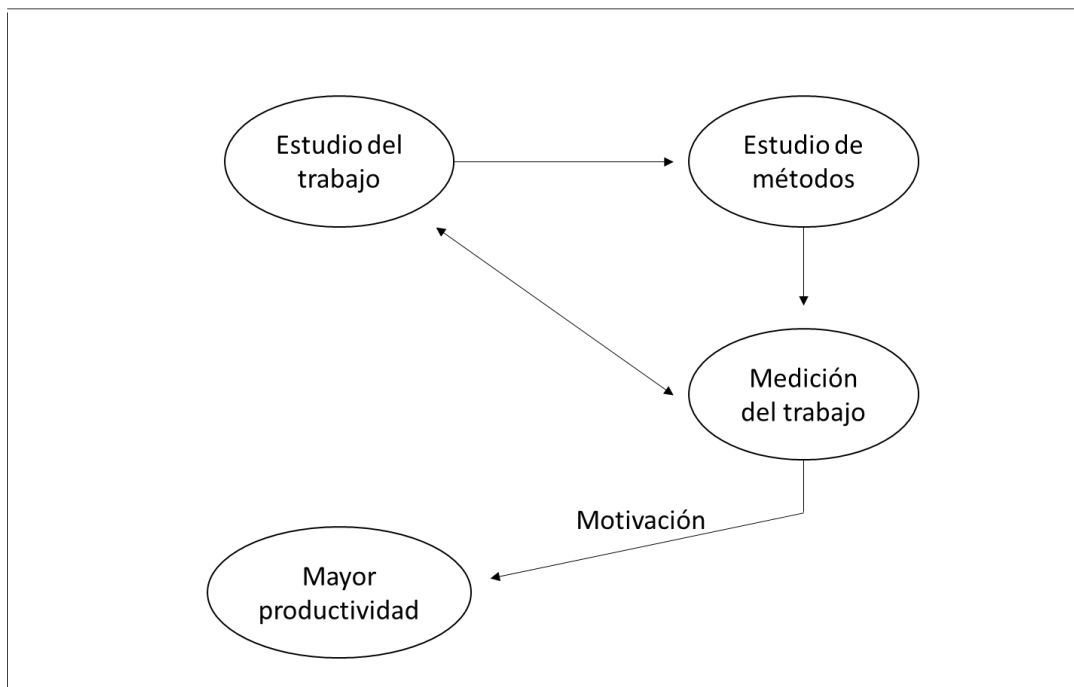 Estudio del
trabajo
Estudio de
métodos
Medición
del trabajo
Motivación
Mayor
productividad